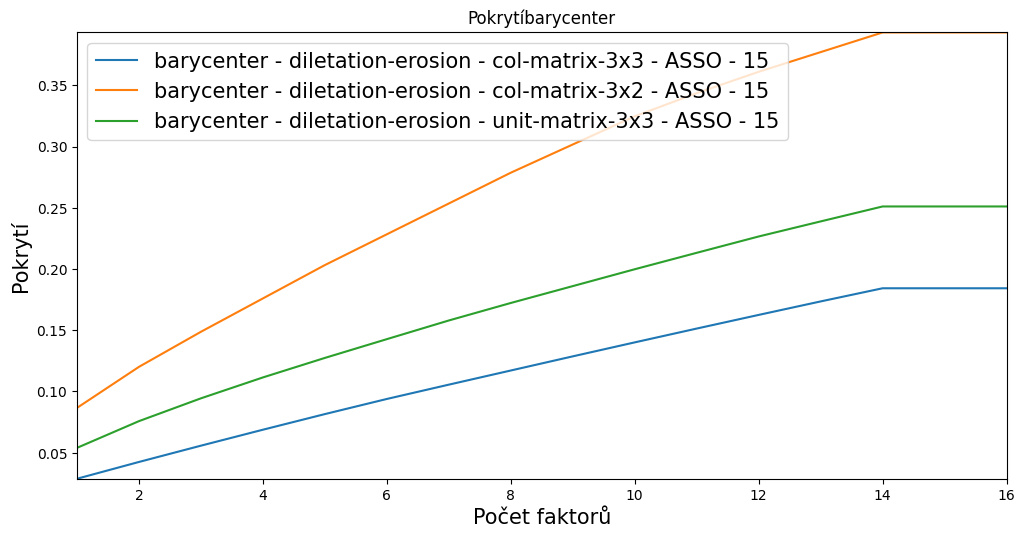 Pokrytíbarycenter
barycenter - diletation-erosion - col-matrix-3x3 - ASSO - 15
barycenter - diletation-erosion - col-matrix-3x2 - ASSO - 15
barycenter - diletation-erosion - unit-matrix-3x3 - ASSO - 15
Pokrytí
0.35
0.30
0.25
0.20
0.15
0.10
0.05
2 4 6 8 10 12 14 16
Počet faktorů